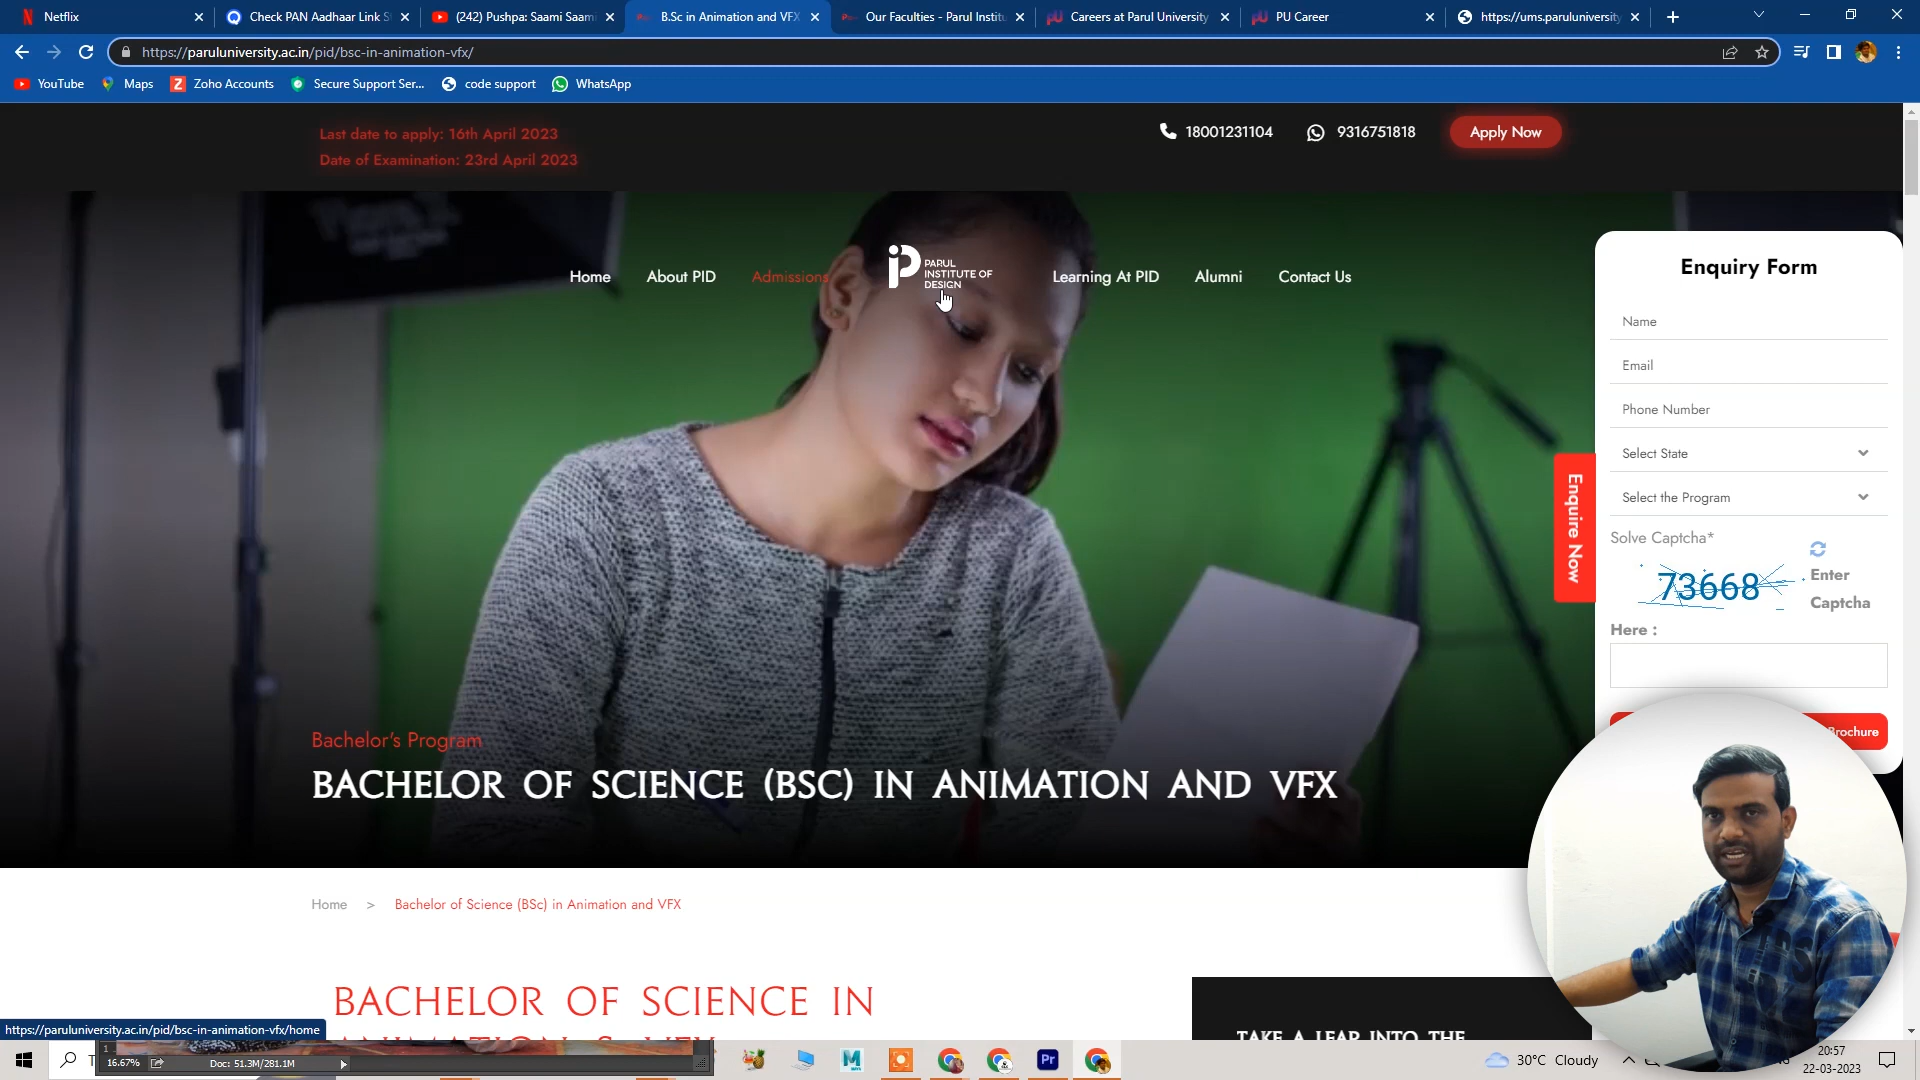 Netflix
Check PAN Aadhaar Link S
(242) Pushpa: Saami Saami
B.Sc in Animation and VFX
Our Faculties - Parul Institu
Careers at Parul University
PU Career
https://ums.paruluniversity
https://paruluniversity.ac.in/pid/bsc-in-animation-vfx/
YouTube
Maps
Zoho Accounts
Secure Support Ser...
code support
WhatsApp
Last date to apply: 16th April 2023
Date of Examination: 23rd April 2023
18001231104
9316751818
Apply Now
Home
About PID
Admissions
PARUL
INSTITUTE OF
DESIGN
Learning At PID
Alumni
Contact Us
Enquiry Form
Name
Email
Phone Number
Select State
Select the Program
Solve Captcha*
73668
Enter
Captcha
Here :
Brochure
Enquire Now
Bachelor's Program
BACHELOR OF SCIENCE (BSC) IN ANIMATION AND VFX
Home > Bachelor of Science (BSc) in Animation and VFX
BACHELOR OF SCIENCE IN
ANIMATION & VFX
TAKE A LEAP INTO THE
https://paruluniversity.ac.in/pid/bsc-in-animation-vfx/home
1
16.67%
Doc: 51.3M/281.1M
M
Pr
30°C Cloudy
20:57
22-03-2023